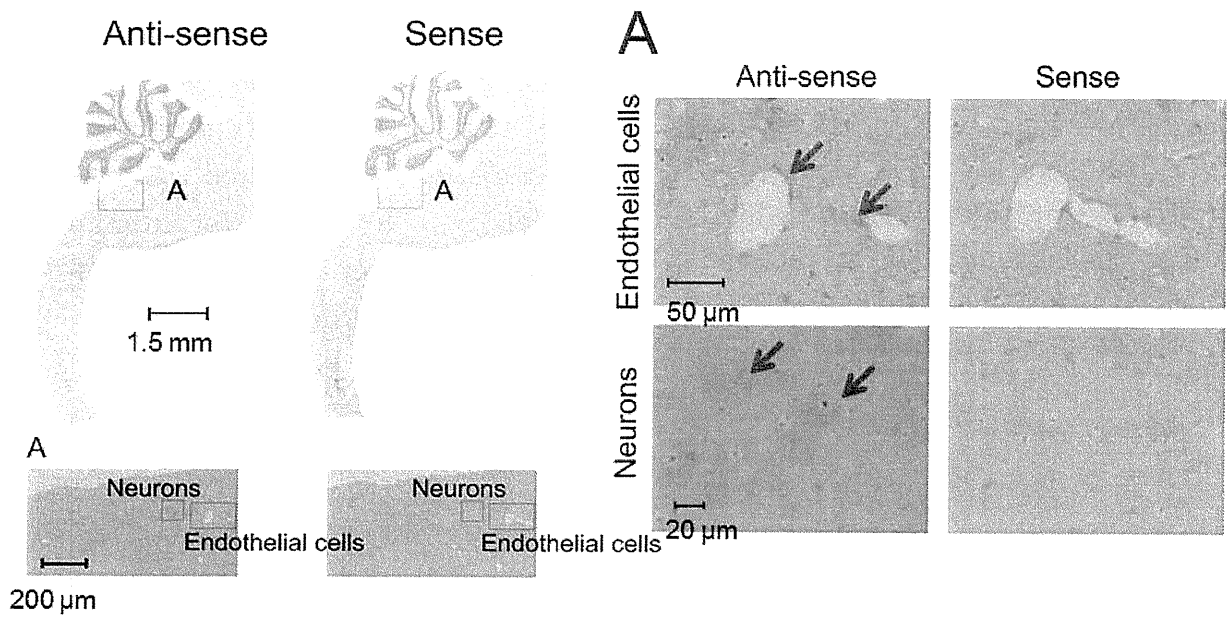 Anti-sense Sense
A A
1.5 mm
A
Neurons Neurons
Endothelial cells Endothelial cells
200 µm
A
Anti-sense Sense
Endothelial cells
50 µm
Neurons
20 µm